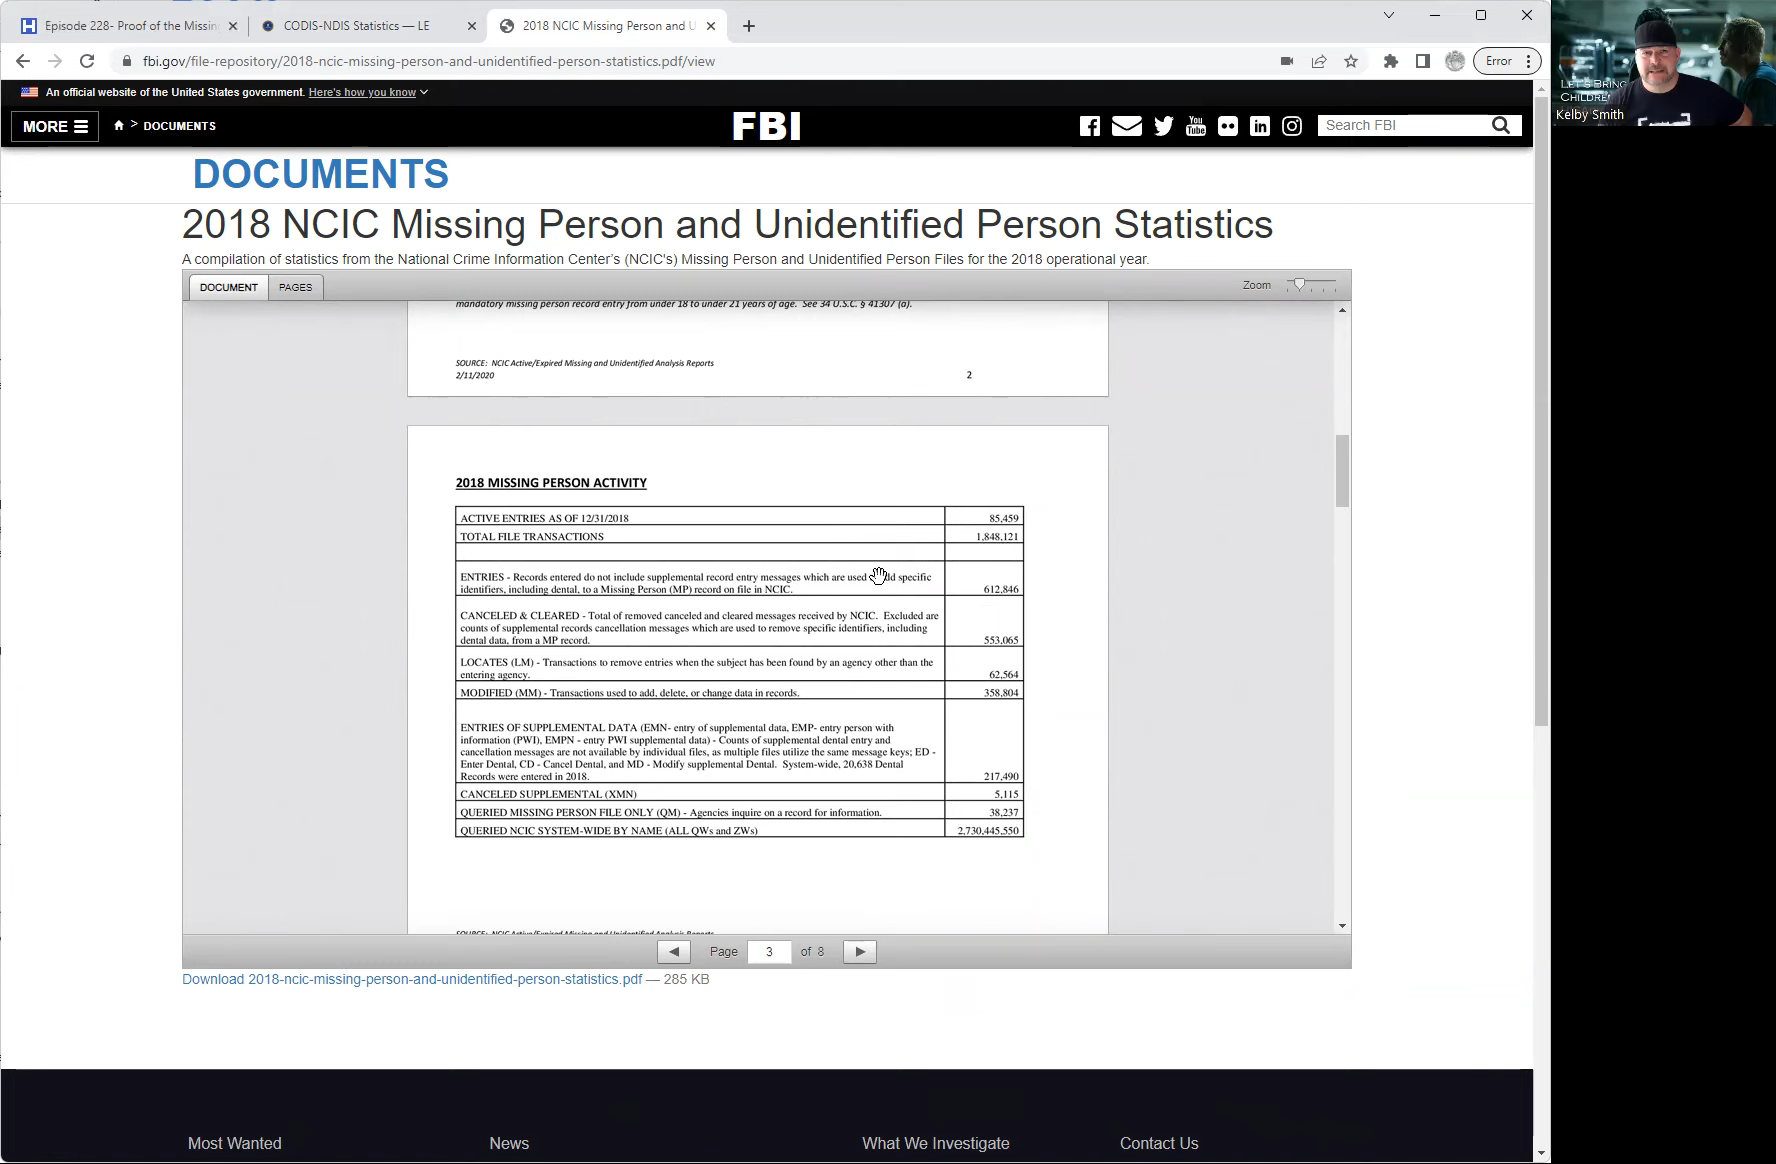 Episode 228- Proof of the Missin
CODIS-NDIS Statistics — LE
2018 NCIC Missing Person and U
fbi.gov/file-repository/2018-ncic-missing-person-and-unidentified-person-statistics.pdf/view
Error
An official website of the United States government. Here's how you know
MORE
> DOCUMENTS
FBI
You Tube
Search FBI
LET'S BRING
CHILDRE
Kelby Smith
DOCUMENTS
2018 NCIC Missing Person and Unidentified Person Statistics
A compilation of statistics from the National Crime Information Center's (NCIC's) Missing Person and Unidentified Person Files for the 2018 operational year.
DOCUMENT
PAGES
Zoom
mandatory missing person record entry from under 18 to under 21 years of age. See 34 U.S.C. § 41307 (a).
SOURCE: NCIC Active/Expired Missing and Unidentified Analysis Reports
2/11/2020 2
2018 MISSING PERSON ACTIVITY
ACTIVE ENTRIES AS OF 12/31/2018 85,459
TOTAL FILE TRANSACTIONS 1,848,121
ENTRIES - Records entered do not include supplemental record entry messages which are used dd specific
identifiers, including dental, to a Missing Person (MP) record on file in NCIC. 612,846
CANCELED & CLEARED - Total of removed canceled and cleared messages received by NCIC. Excluded are
counts of supplemental records cancellation messages which are used to remove specific identifiers, including
dental data, from a MP record. 553,065
LOCATES (LM) - Transactions to remove entries when the subject has been found by an agency other than the
entering agency. 62,564
MODIFIED (MM) - Transactions used to add, delete, or change data in records. 358,804
ENTRIES OF SUPPLEMENTAL DATA (EMN- entry of supplemental data, EMP- entry person with
information (PWI), EMPN - entry PWI supplemental data) - Counts of supplemental dental entry and
cancellation messages are not available by individual files, as multiple files utilize the same message keys; ED -
Enter Dental, CD - Cancel Dental, and MD - Modify supplemental Dental. System-wide, 20,638 Dental
Records were entered in 2018. 217,490
CANCELED SUPPLEMENTAL (XMN) 5,115
QUERIED MISSING PERSON FILE ONLY (QM) - Agencies inquire on a record for information. 38,237
QUERIED NCIC SYSTEM-WIDE BY NAME (ALL QWs and ZWs) 2,730,445,550
SOURCE: NCIC Active/Expired Missing and Unidentified Analysis Reports
Page 3 of 8
Download 2018-ncic-missing-person-and-unidentified-person-statistics.pdf — 285 KB
Most Wanted
News
What We Investigate
Contact Us